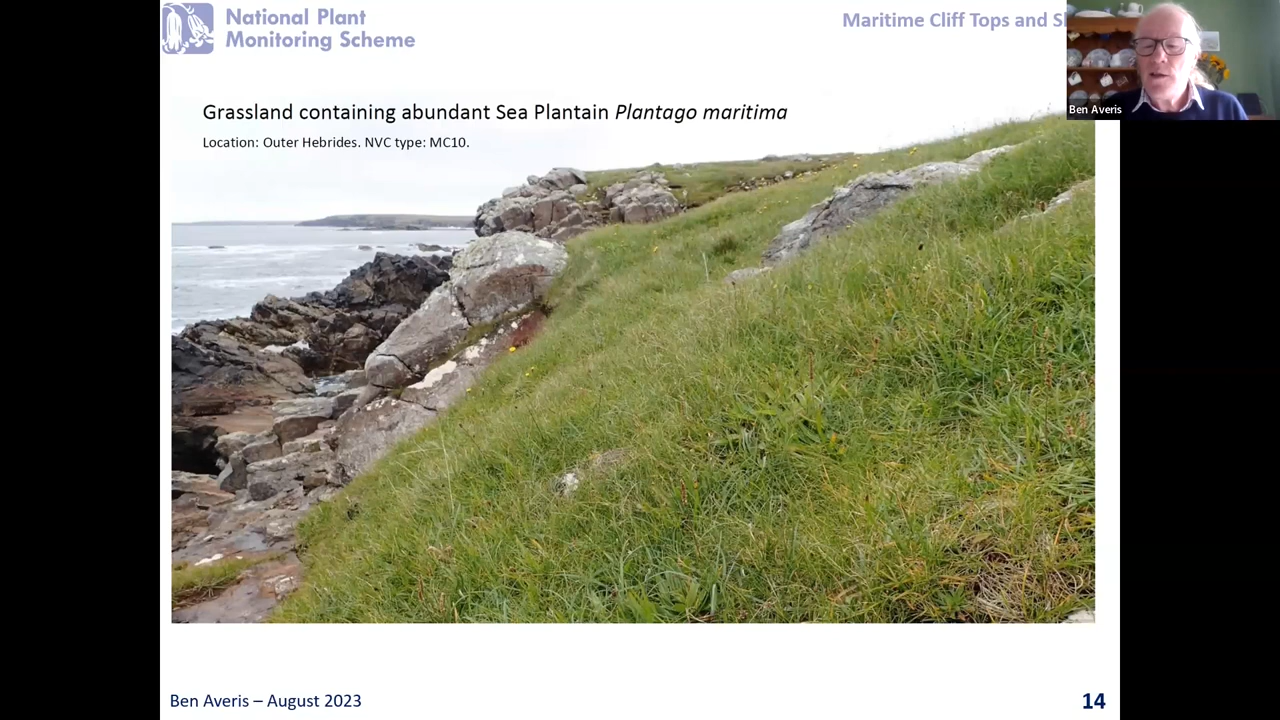 National Plant
Monitoring Scheme
Maritime Cliff Tops and
Ben Averis
Grassland containing abundant Sea Plantain Plantago maritima
Location: Outer Hebrides. NVC type: MC10.
Ben Averis – August 2023
14